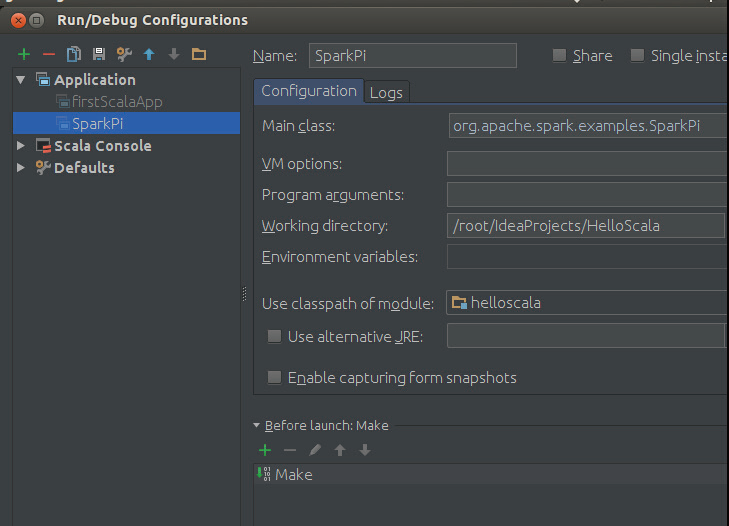 Run/Debug Configurations
Name: SparkPi Share Single insta
Application
firstScalaApp
SparkPi
Scala Console
Defaults
Configuration Logs
Main class: org.apache.spark.examples.SparkPi
VM options:
Program arguments:
Working directory: /root/IdeaProjects/HelloScala
Environment variables:
Use classpath of module: helloscala
Use alternative JRE:
Enable capturing form snapshots
Before launch: Make
Make